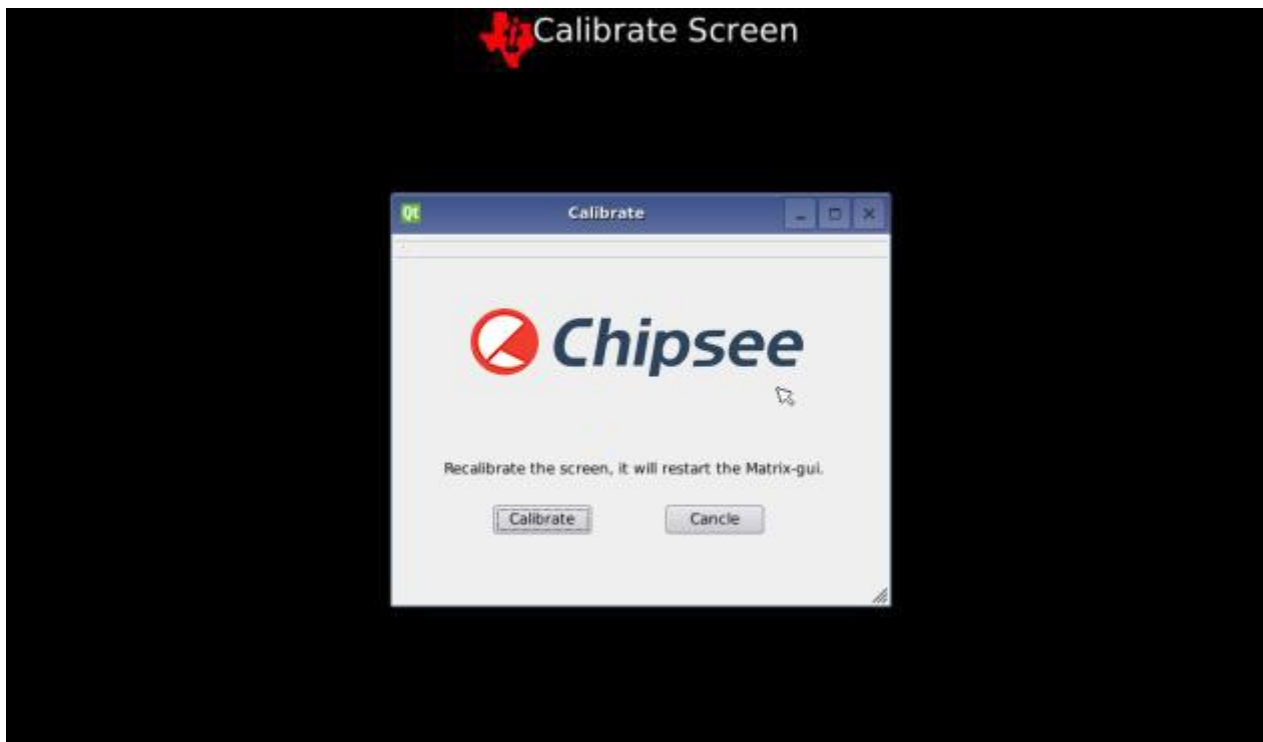 Calibrate Screen
Qt Calibrate
Chipsee
Recalibrate the screen, it will restart the Matrix-gui.
Calibrate Cancle